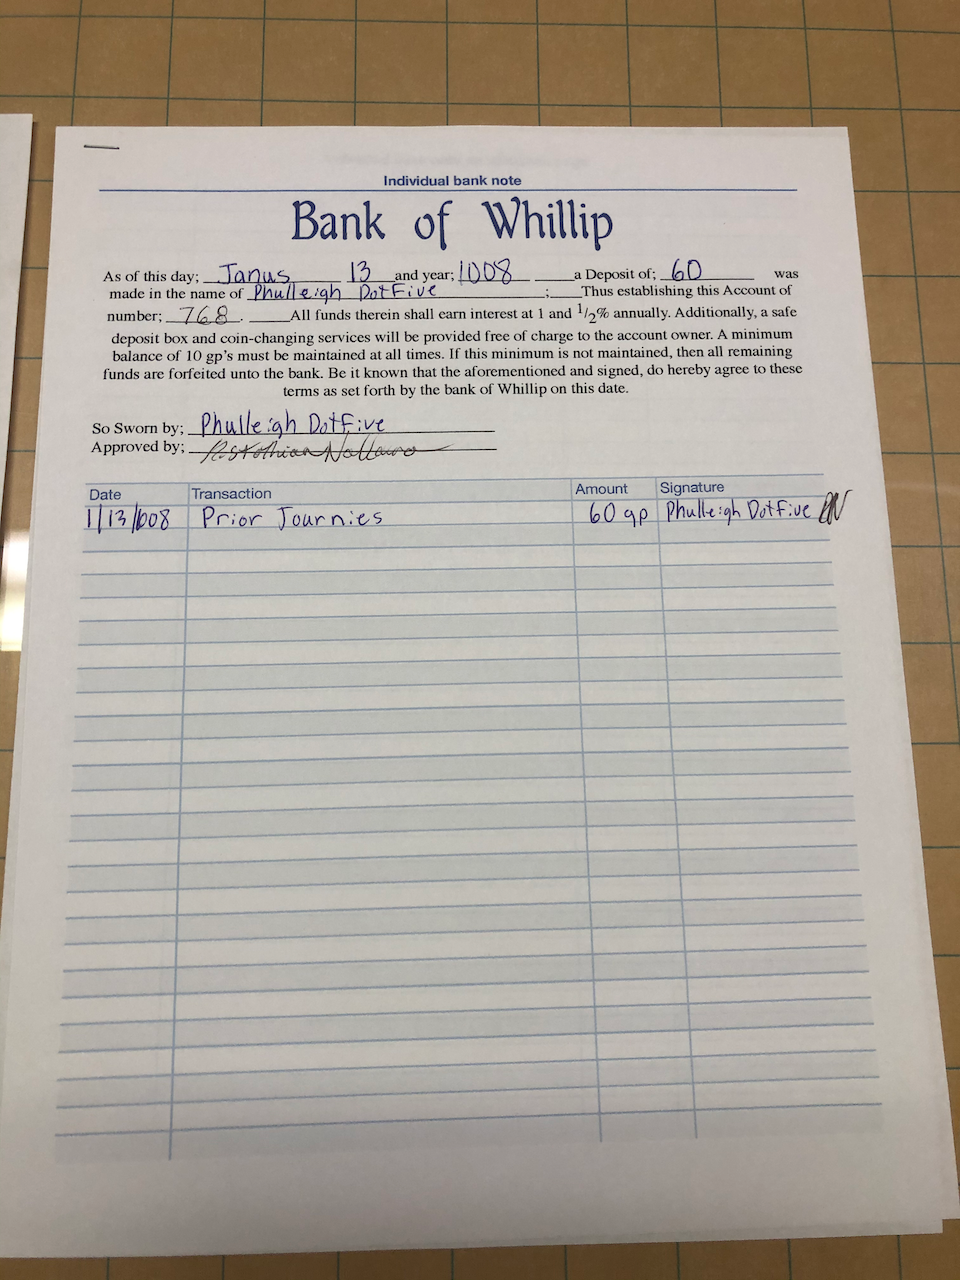 Individual bank note
Bank of Whillip
As of this day; Janus 13 and year; 1008 a Deposit of; 60 was
made in the name of Phulleigh DotFive ; Thus establishing this Account of
number; 768. All funds therein shall earn interest at 1 and 1/2% annually. Additionally, a safe
deposit box and coin-changing services will be provided free of charge to the account owner. A minimum
balance of 10 gp's must be maintained at all times. If this minimum is not maintained, then all remaining
funds are forfeited unto the bank. Be it known that the aforementioned and signed, do hereby agree to these
terms as set forth by the bank of Whillip on this date.
So Sworn by; Phulleigh DotFive
Approved by;
Date Transaction Amount Signature
1/13/1008 Prior Journies 60 gp Phulleigh DotFive